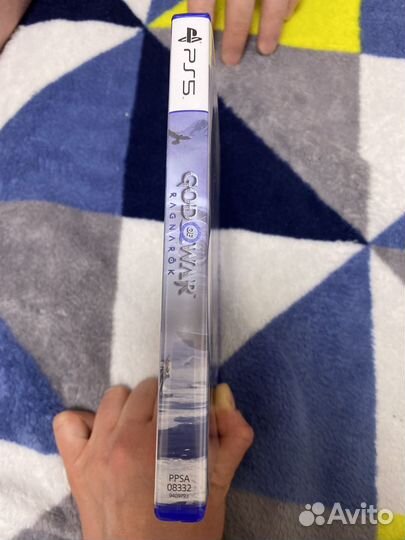 PS5
GOD OF WAR
RAGNARÖK
PPSA
08332
Avito